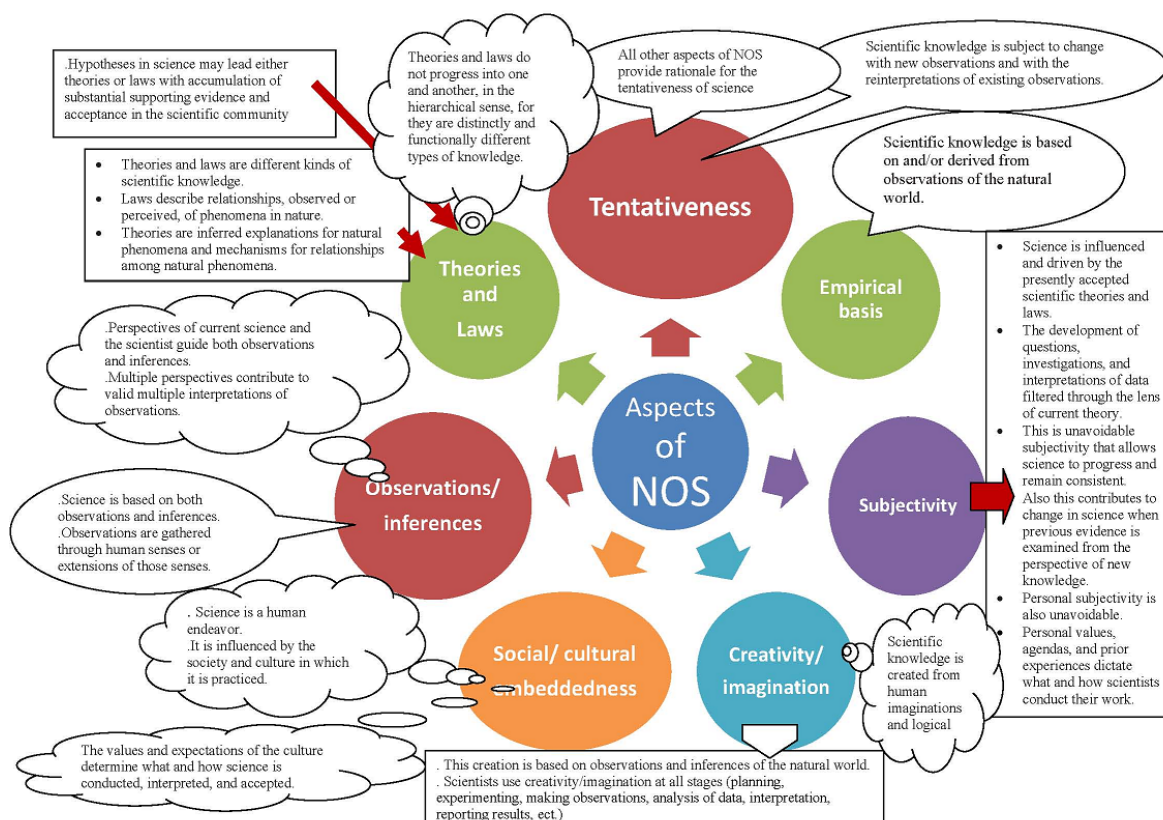 .Hypotheses in science may lead either
theories or laws with accumulation of
substantial supporting evidence and
acceptance in the scientific community
Theories and laws
do not progress into one
and another, in the
hierarchical sense, for
they are distinctly and
functionally different
types of knowledge.
All other aspects of NOS
provide rationale for the
tentativeness of science
Scientific knowledge is subject to change
with new observations and with the
reinterpretations of existing observations.
Scientific knowledge is based
on and/or derived from
observations of the natural
world.
• Theories and laws are different kinds of
scientific knowledge.
• Laws describe relationships, observed or
perceived, of phenomena in nature.
• Theories are inferred explanations for natural
phenomena and mechanisms for relationships
among natural phenomena.
Tentativeness
Theories
and
Laws
Empirical
basis
• Science is influenced
and driven by the
presently accepted
scientific theories and
laws.
• The development of
questions,
investigations, and
interpretations of data
filtered through the lens
of current theory.
• This is unavoidable
subjectivity that allows
science to progress and
remain consistent.
• Also this contributes to
change in science when
previous evidence is
examined from the
perspective of new
knowledge.
• Personal subjectivity is
also unavoidable.
• Personal values,
agendas, and prior
experiences dictate
what and how scientists
conduct their work.
.Perspectives of current science and
the scientist guide both observations
and inferences.
.Multiple perspectives contribute to
valid multiple interpretations of
observations.
Aspects
of
NOS
Observations/
inferences
Subjectivity
.Science is based on both
observations and inferences.
.Observations are gathered
through human senses or
extensions of those senses.
. Science is a human
endeavor.
.It is influenced by the
society and culture in which
it is practiced.
Social/ cultural
embeddedness
Creativity/
imagination
Scientific
knowledge is
created from
human
imaginations
and logical
The values and expectations of the culture
determine what and how science is
conducted, interpreted, and accepted.
. This creation is based on observations and inferences of the natural world.
. Scientists use creativity/imagination at all stages (planning,
experimenting, making observations, analysis of data, interpretation,
reporting results, ect.)